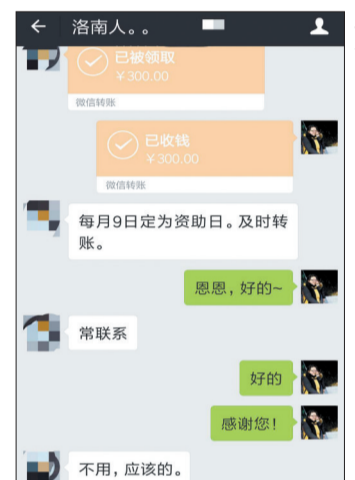 洛南人。。
已被领取
￥300.00
微信转账
已收钱
￥300.00
微信转账
每月9日定为资助日。及时转
账。
恩恩，好的~
常联系
好的
感谢您！
不用，应该的。